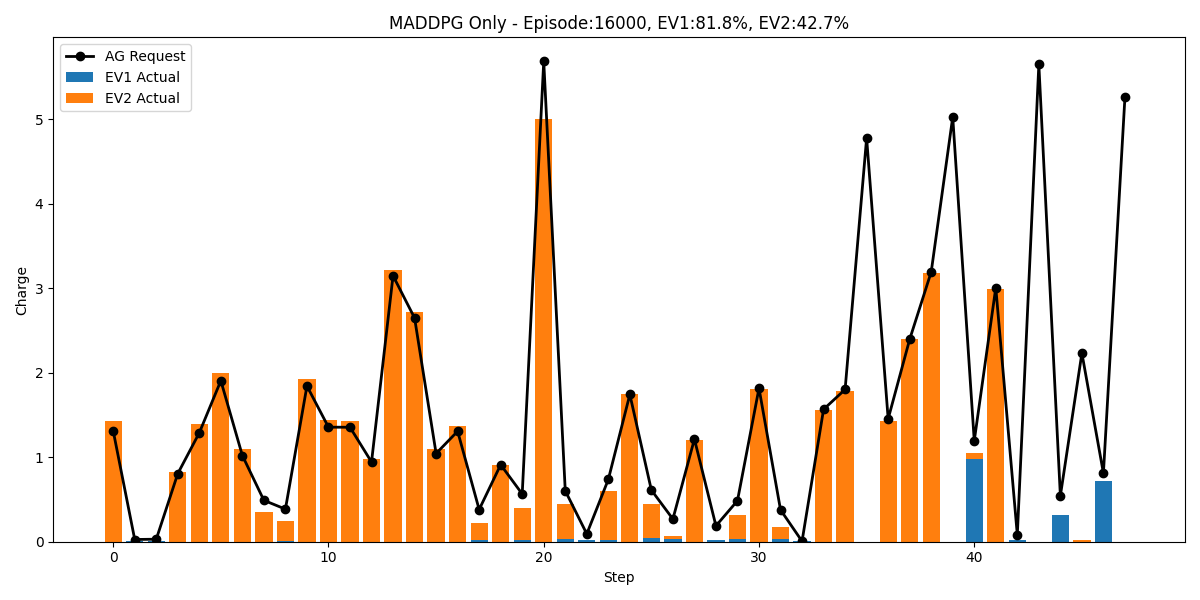 MADDPG Only - Episode:16000, EV1:81.8%, EV2:42.7%
AG Request
EV1 Actual
EV2 Actual
Charge
5
4
3
2
1
0
0 10 20 30 40
Step